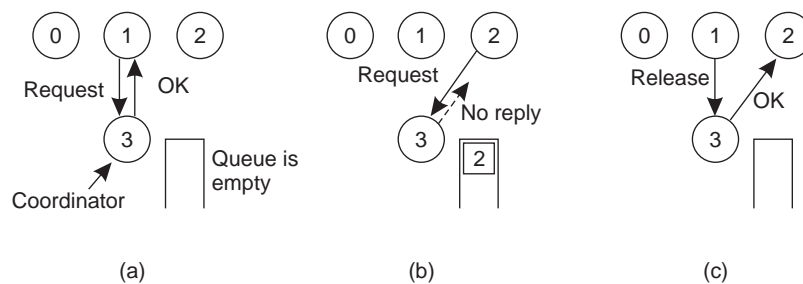 0 1 2
Request OK
3
Queue is
empty
Coordinator
(a)
0 1 2
Request
No reply
3
2
(b)
0 1 2
Release
OK
3
(c)